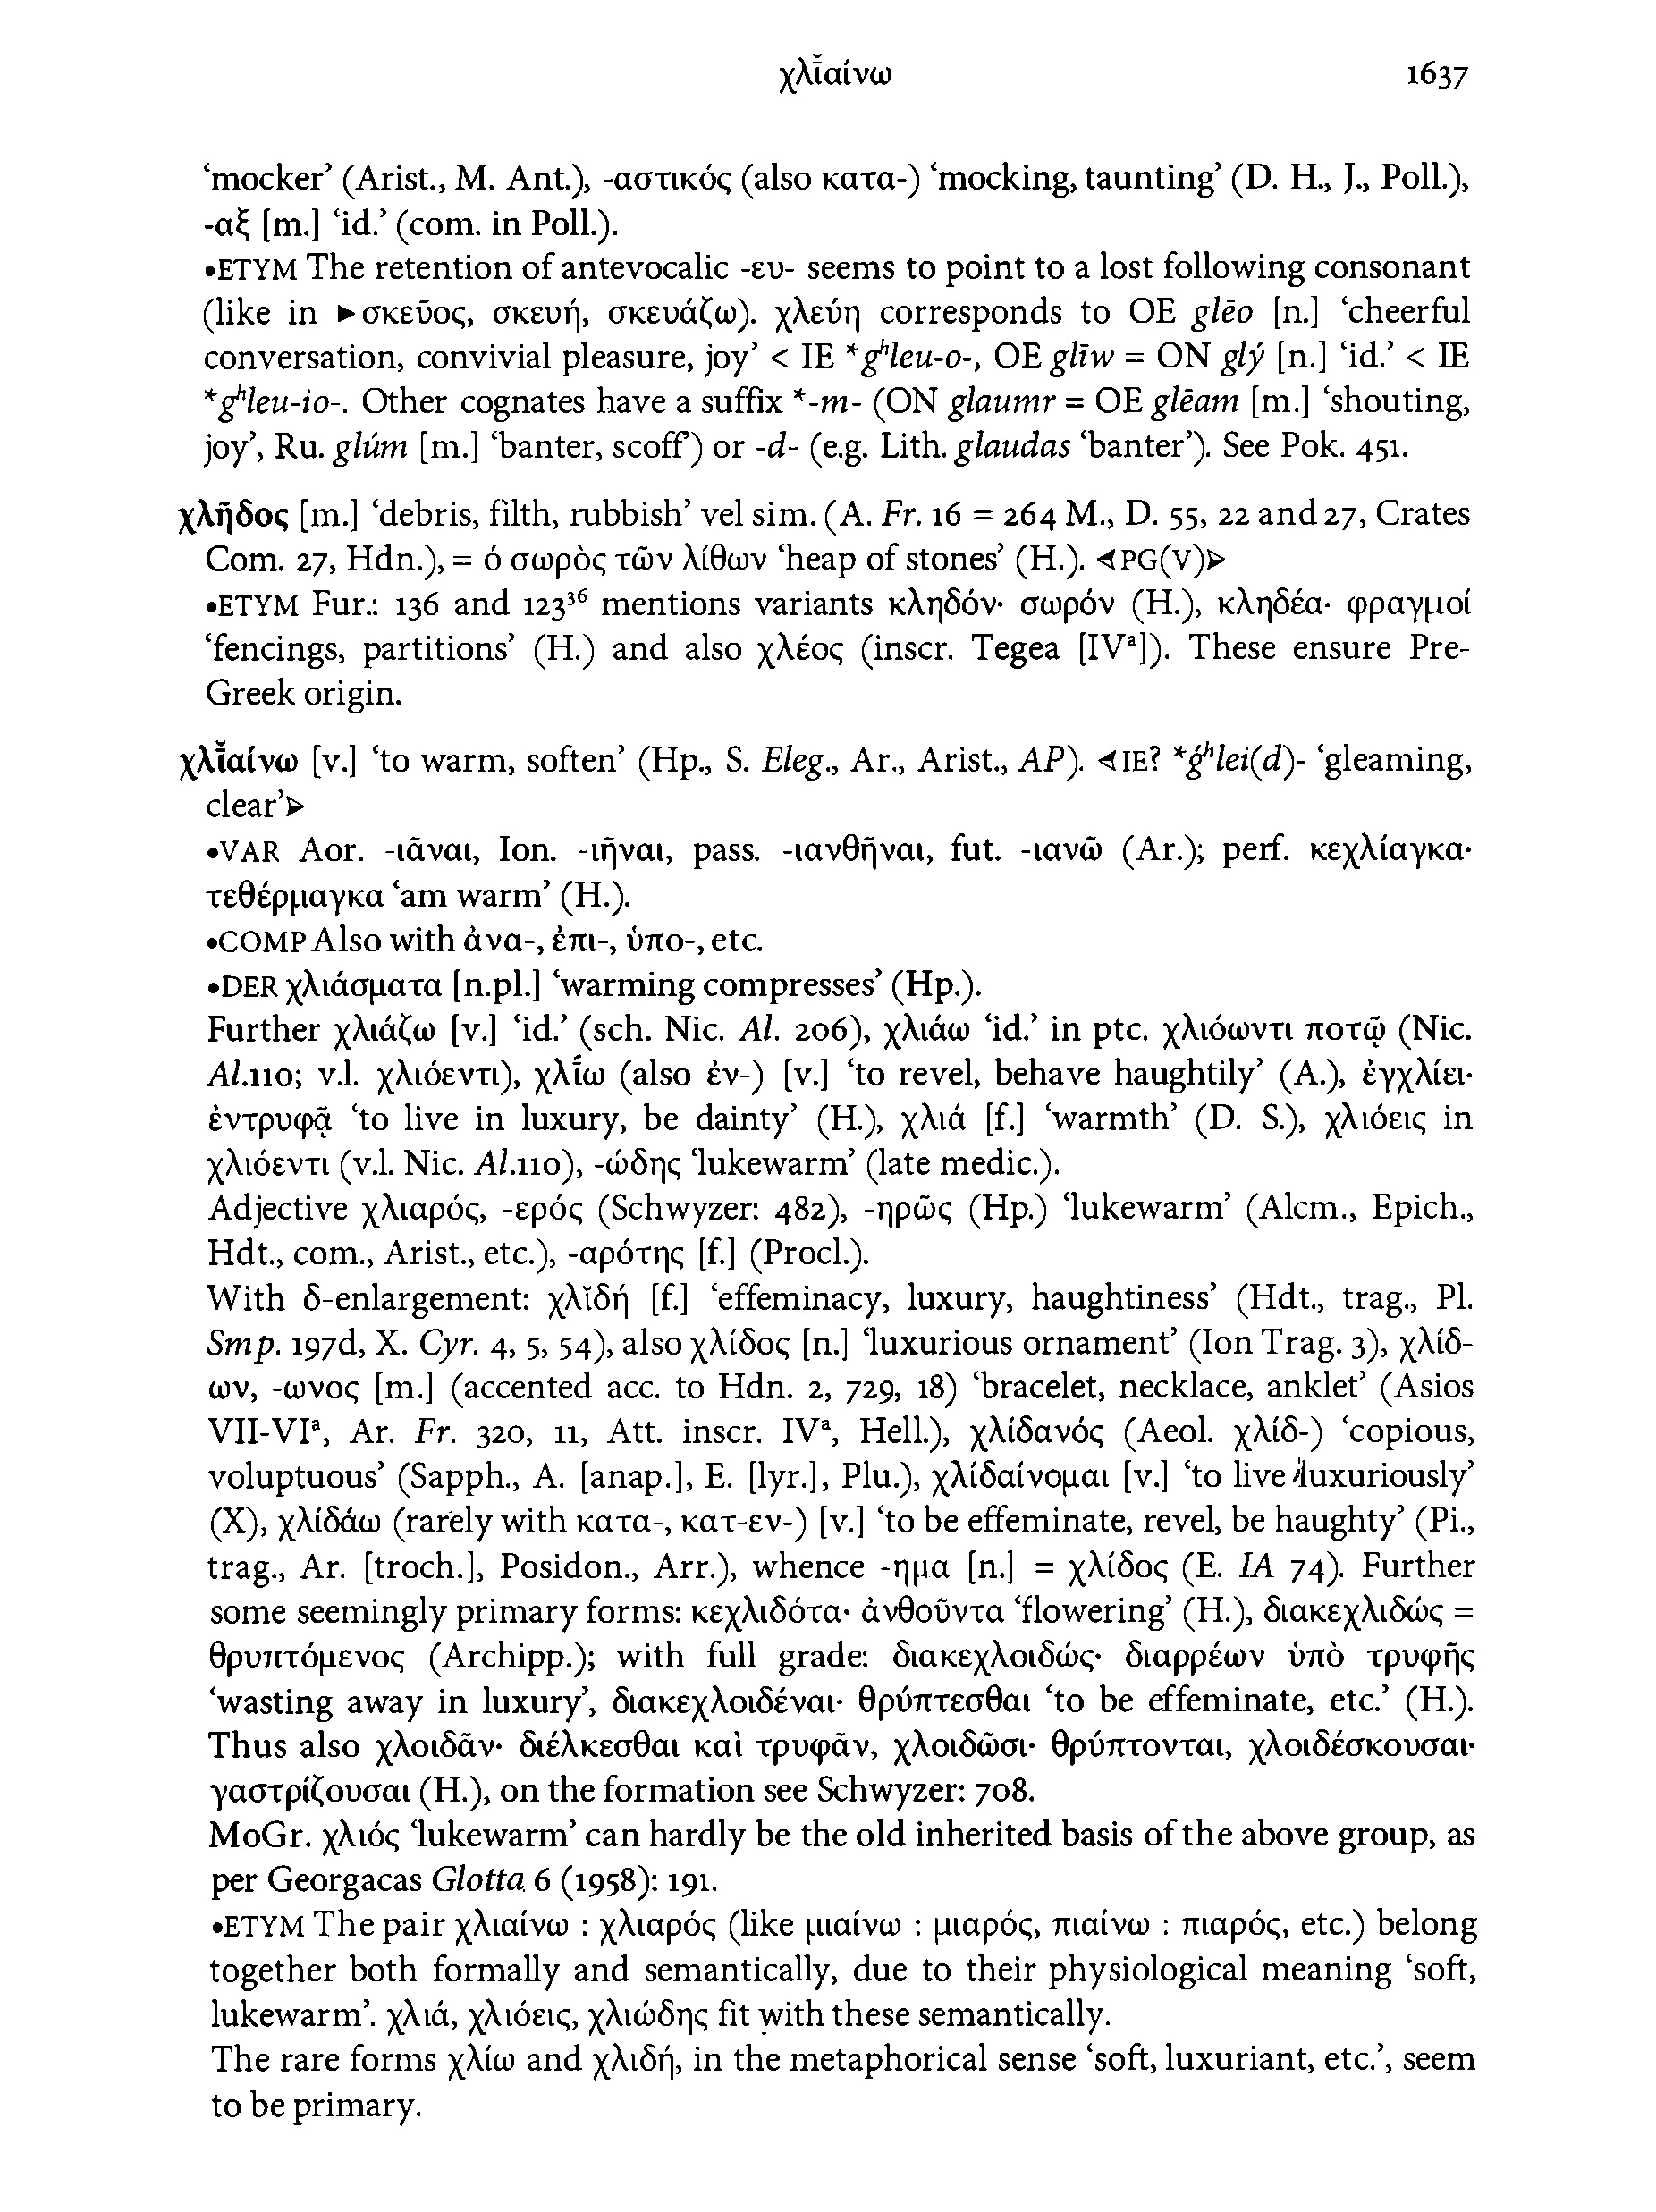 χλῑ̆αίνω 1637
‘mocker’ (Arist., M. Ant.), -αστικός (also κατα-) ‘mocking, taunting’ (D. H., J., Poll.),
-αξ [m.] ‘id.’ (com. in Poll.).
•ETYM The retention of antevocalic -ευ- seems to point to a lost following consonant
(like in ►σκεῦος, σκευή, σκευάζω). χλεύη corresponds to OE glēo [n.] ‘cheerful
conversation, convivial pleasure, joy’ < IE *gʰleu-o-, OE glīw = ON glý [n.] ‘id.’ < IE
*gʰleu-io-. Other cognates have a suffix *-m- (ON glaumr = OE glēam [m.] ‘shouting,
joy’, Ru. glúm [m.] ‘banter, scoff’) or -d- (e.g. Lith. glaudas ‘banter’). See Pok. 451.
χλῆδος [m.] ‘debris, filth, rubbish’ vel sim. (A. Fr. 16 = 264 M., D. 55, 22 and 27, Crates
Com. 27, Hdn.), = ὁ σωρὸς τῶν λίθων ‘heap of stones’ (H.). ⊲PG(V)⊳
•ETYM Fur.: 136 and 123³⁶ mentions variants κληδόν· σωρόν (H.), κληδέα· φραγμοί
‘fencings, partitions’ (H.) and also χλέος (inscr. Tegea [IVᵃ]). These ensure Pre-
Greek origin.
χλῑ̆αίνω [v.] ‘to warm, soften’ (Hp., S. Eleg., Ar., Arist., AP). ⊲IE? *ǵʰlei(d)- ‘gleaming,
clear’⊳
•VAR Aor. -ιᾶναι, Ion. -ιῆναι, pass. -ιανθῆναι, fut. -ιανῶ (Ar.); perf. κεχλίαγκα·
τεθέρμαγκα ‘am warm’ (H.).
•COMP Also with ἀνα-, ἐπι-, ὑπο-, etc.
•DER χλιάσματα [n.pl.] ‘warming compresses’ (Hp.).
Further χλιάζω [v.] ‘id.’ (sch. Nic. Al. 206), χλιάω ‘id.’ in ptc. χλιόωντι ποτῷ (Nic.
Al.110; v.l. χλιόεντι), χλῑ́ω (also ἐν-) [v.] ‘to revel, behave haughtily’ (A.), ἐγχλίει·
ἐντρυφᾷ ‘to live in luxury, be dainty’ (H.), χλιά [f.] ‘warmth’ (D. S.), χλιόεις in
χλιόεντι (v.l. Nic. Al.110), -ώδης ‘lukewarm’ (late medic.).
Adjective χλιαρός, -ερός (Schwyzer: 482), -ηρῶς (Hp.) ‘lukewarm’ (Alcm., Epich.,
Hdt., com., Arist., etc.), -αρότης [f.] (Procl.).
With δ-enlargement: χλῐδή [f.] ‘effeminacy, luxury, haughtiness’ (Hdt., trag., Pl.
Smp. 197d, X. Cyr. 4, 5, 54), also χλίδος [n.] ‘luxurious ornament’ (Ion Trag. 3), χλίδ-
ων, -ωνος [m.] (accented acc. to Hdn. 2, 729, 18) ‘bracelet, necklace, anklet’ (Asios
VII-VIᵃ, Ar. Fr. 320, 11, Att. inscr. IVᵃ, Hell.), χλίδανός (Aeol. χλίδ-) ‘copious,
voluptuous’ (Sapph., A. [anap.], E. [lyr.], Plu.), χλίδαίνομαι [v.] ‘to live luxuriously’
(X), χλίδάω (rarely with κατα-, κατ-εν-) [v.] ‘to be effeminate, revel, be haughty’ (Pi.,
trag., Ar. [troch.], Posidon., Arr.), whence -ημα [n.] = χλίδος (E. IA 74). Further
some seemingly primary forms: κεχλιδότα· ἀνθοῦντα ‘flowering’ (H.), διακεχλιδώς =
θρυπτόμενος (Archipp.); with full grade: διακεχλοιδώς· διαρρέων ὑπὸ τρυφῆς
‘wasting away in luxury’, διακεχλοιδέναι· θρύπτεσθαι ‘to be effeminate, etc.’ (H.).
Thus also χλοιδᾶν· διέλκεσθαι καὶ τρυφᾶν, χλοιδῶσι· θρύπτονται, χλοιδέσκουσαι·
γαστρίζουσαι (H.), on the formation see Schwyzer: 708.
MoGr. χλιός ‘lukewarm’ can hardly be the old inherited basis of the above group, as
per Georgacas Glotta 6 (1958): 191.
•ETYM The pair χλιαίνω : χλιαρός (like μιαίνω : μιαρός, πιαίνω : πιαρός, etc.) belong
together both formally and semantically, due to their physiological meaning ‘soft,
lukewarm’. χλιά, χλιόεις, χλιώδης fit with these semantically.
The rare forms χλίω and χλιδή, in the metaphorical sense ‘soft, luxuriant, etc.’, seem
to be primary.